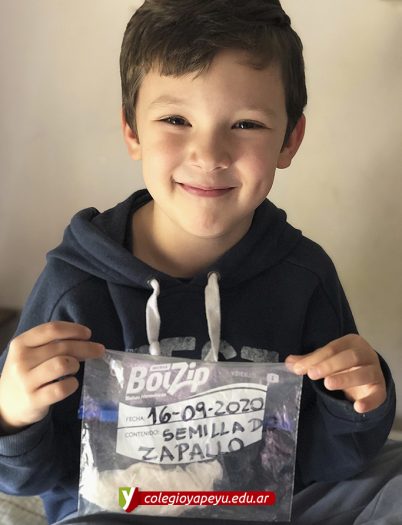 BolZip
FECHA: 16-09-2020
CONTENIDO: SEMILLA DE
ZAPALLO
y colegioyapeyu.edu.ar